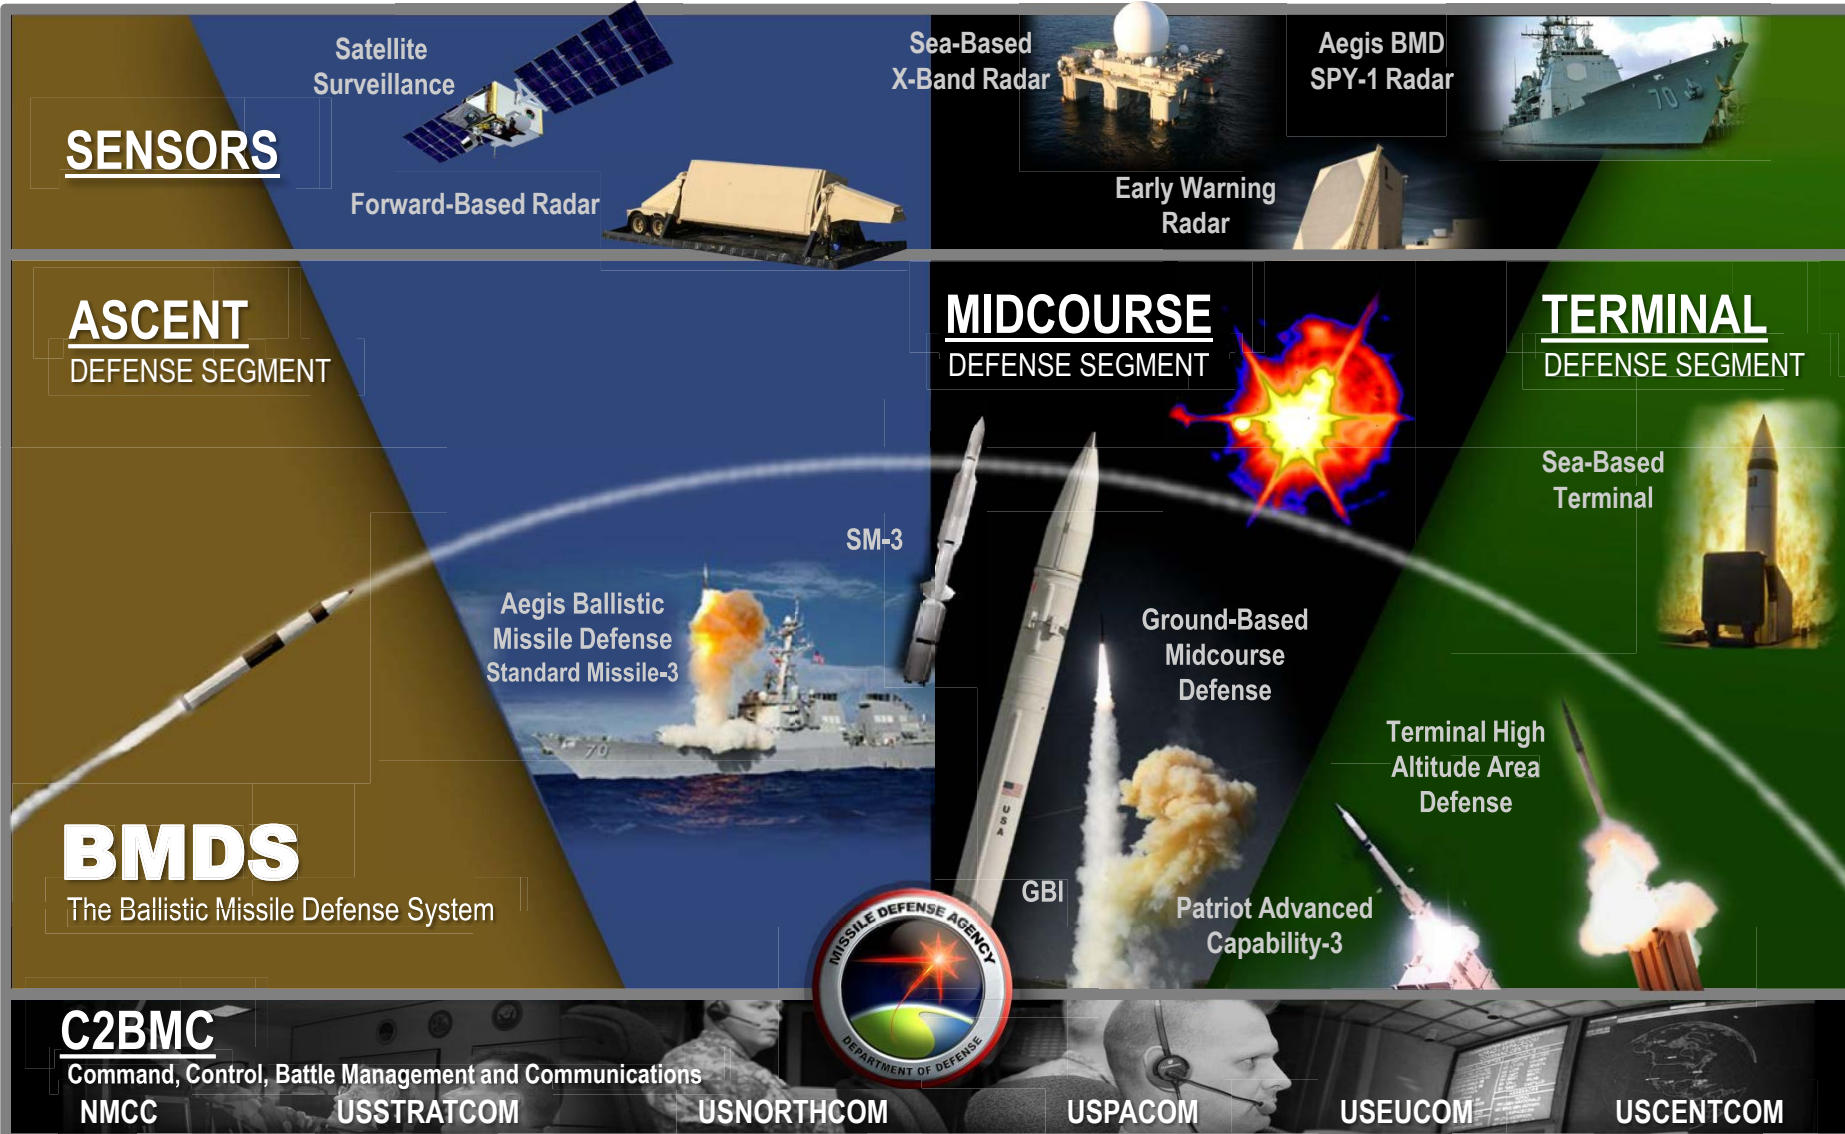 Satellite
Surveillance
Sea-Based
X-Band Radar
Aegis BMD
SPY-1 Radar
70
SENSORS
Forward-Based Radar
Early Warning
Radar
ASCENT
DEFENSE SEGMENT
MIDCOURSE
DEFENSE SEGMENT
TERMINAL
DEFENSE SEGMENT
Sea-Based
Terminal
SM-3
Aegis Ballistic
Missile Defense
Standard Missile-3
70
Ground-Based
Midcourse
Defense
Terminal High
Altitude Area
Defense
USA
GBI
Patriot Advanced
Capability-3
BMDS
The Ballistic Missile Defense System
MISSILE DEFENSE AGENCY
DEPARTMENT OF DEFENSE
C2BMC
Command, Control, Battle Management and Communications
NMCC USSTRATCOM USNORTHCOM USPACOM USEUCOM USCENTCOM